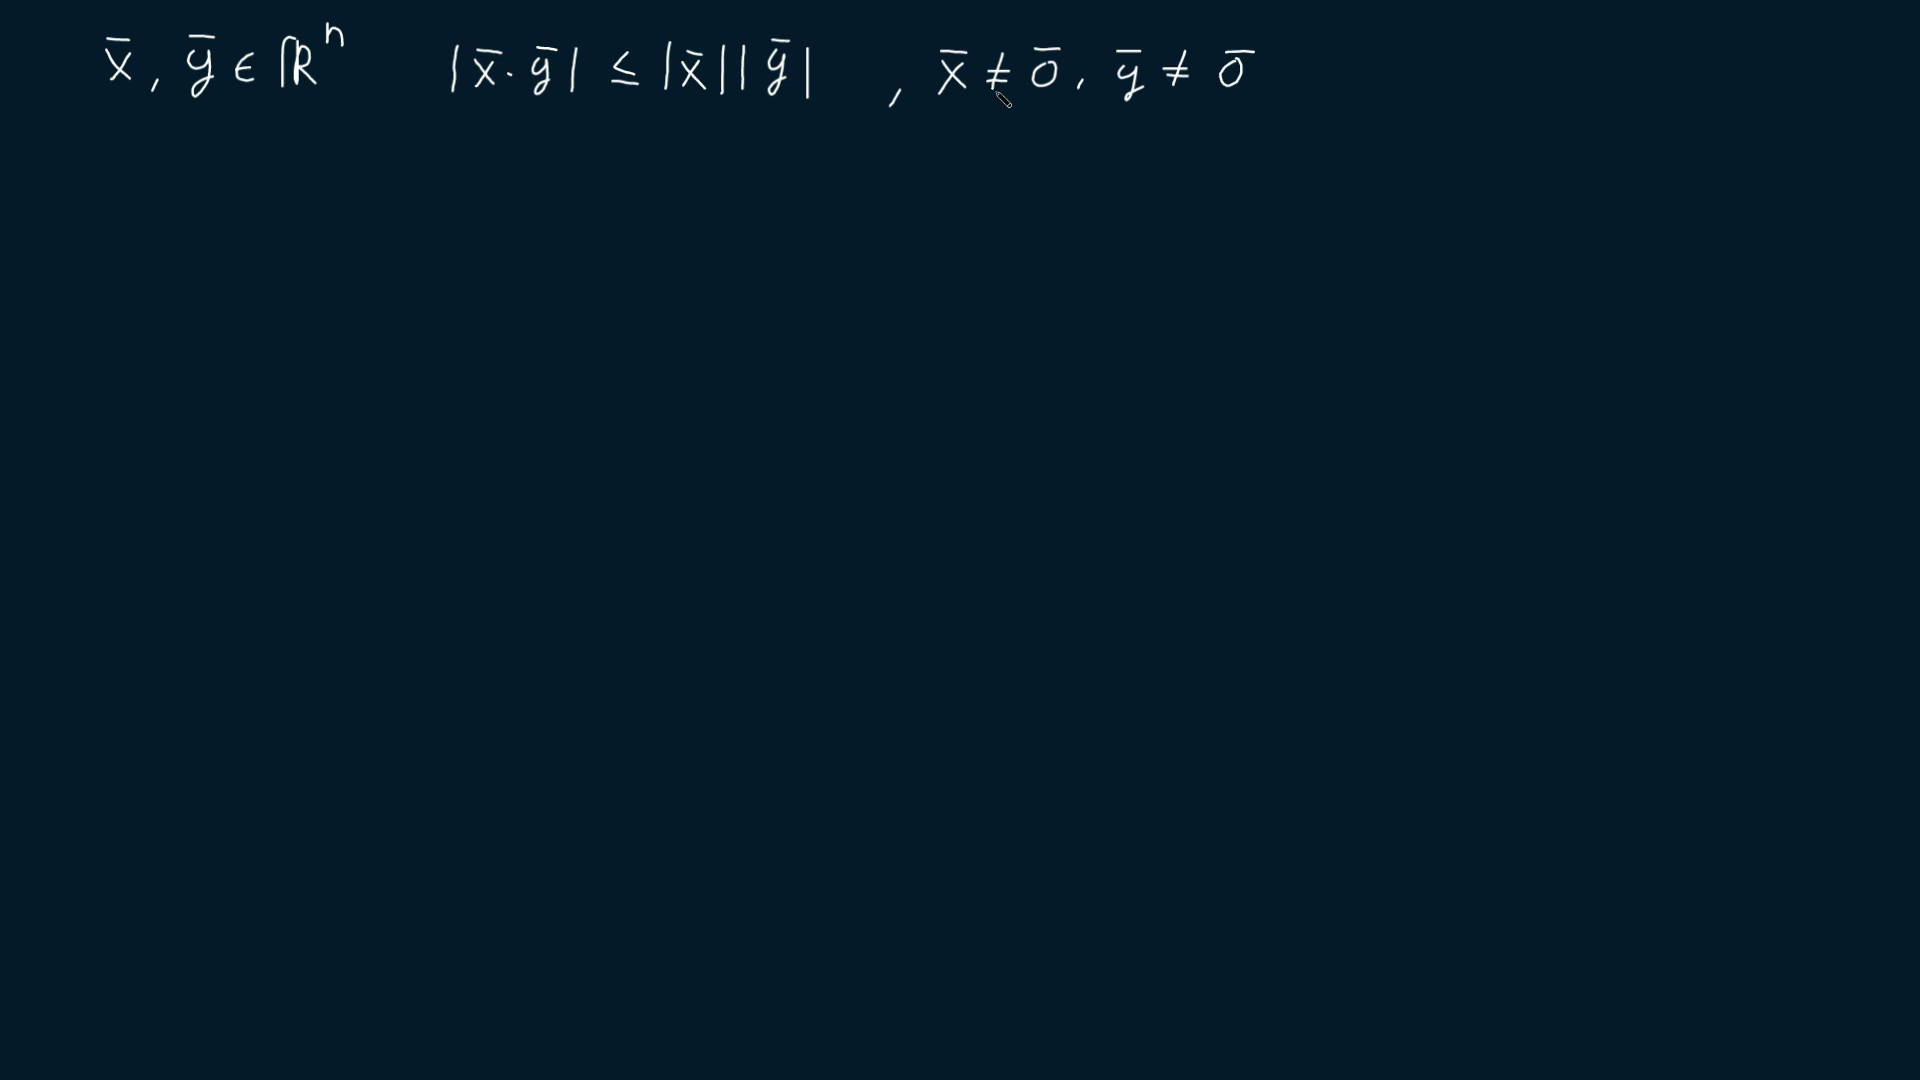 x̄, ȳ ∈ ℝⁿ |x̄·ȳ| ≤ |x̄||ȳ| , x̄ ≠ 0̄, ȳ ≠ 0̄